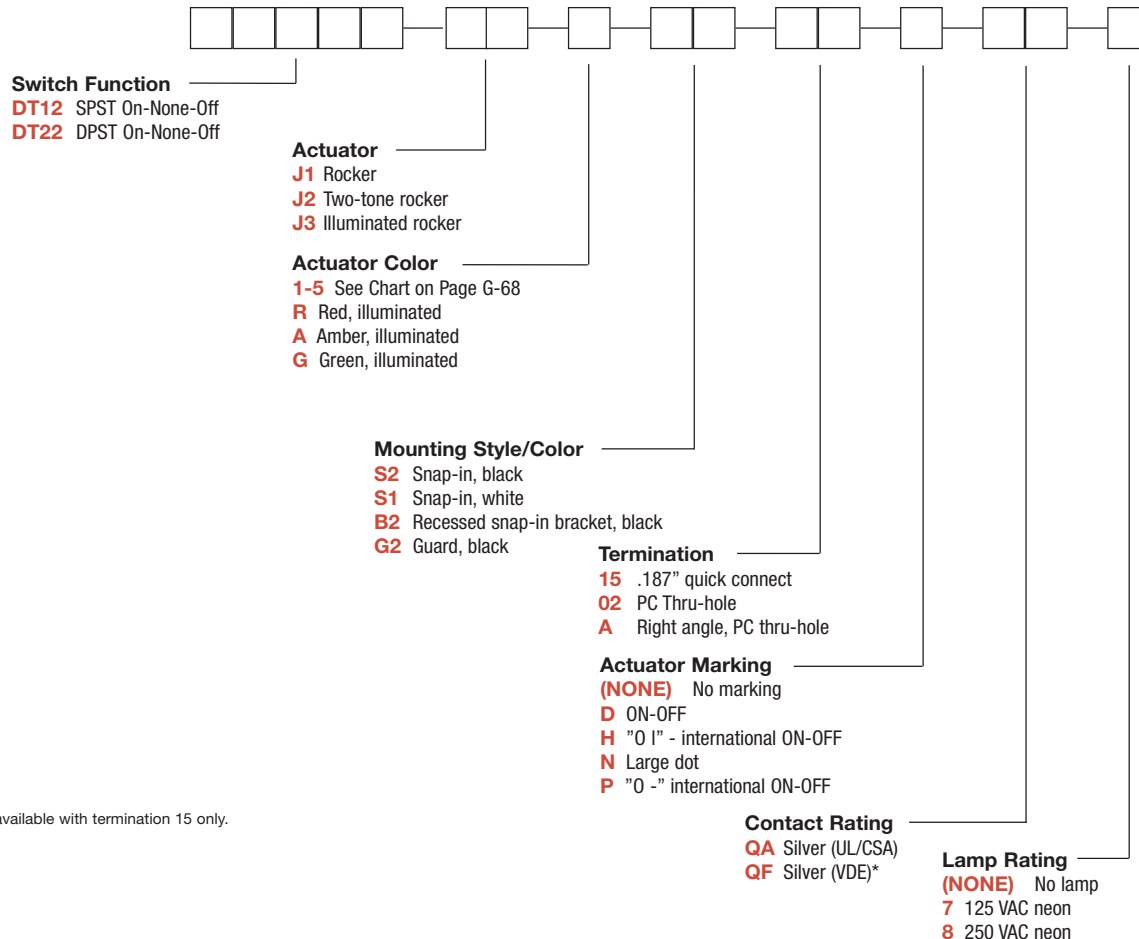 Switch Function
DT12 SPST On-None-Off
DT22 DPST On-None-Off
Actuator
J1 Rocker
J2 Two-tone rocker
J3 Illuminated rocker
Actuator Color
1-5 See Chart on Page G-68
R Red, illuminated
A Amber, illuminated
G Green, illuminated
Mounting Style/Color
S2 Snap-in, black
S1 Snap-in, white
B2 Recessed snap-in bracket, black
G2 Guard, black
Termination
15 .187” quick connect
02 PC Thru-hole
A Right angle, PC thru-hole
Actuator Marking
(NONE) No marking
D ON-OFF
H ”O I” - international ON-OFF
N Large dot
P ”O -” international ON-OFF
available with termination 15 only.
Contact Rating
QA Silver (UL/CSA)
QF Silver (VDE)*
Lamp Rating
(NONE) No lamp
7 125 VAC neon
8 250 VAC neon